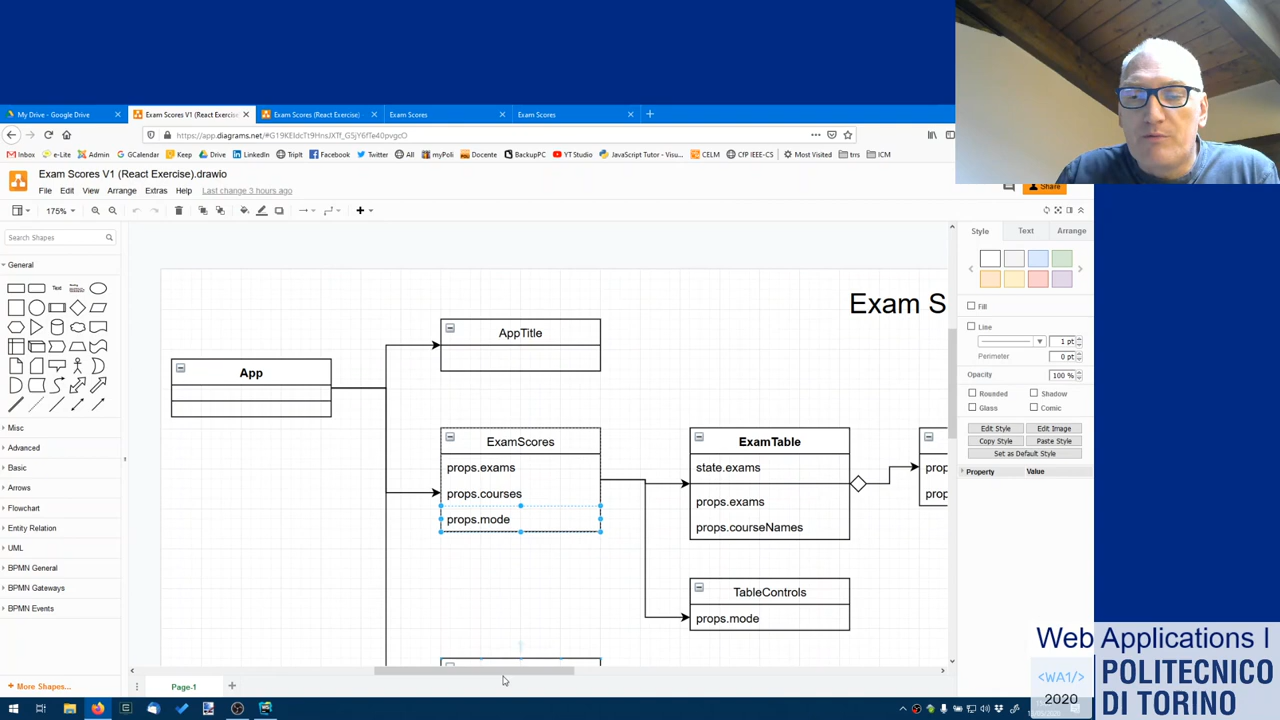 My Drive - Google Drive
Exam Scores V1 (React Exercise
Exam Scores (React Exercise)
Exam Scores
Exam Scores
Inbox
e-Lite
Admin
GCalendar
Keep
Drive
LinkedIn
TripIt
Facebook
Twitter
All
myPoli
Docente
BackupPC
YT Studio
JavaScript Tutor - Visu...
CELM
CfP IEEE-CS
Most Visited
trrs
ICM
Exam Scores V1 (React Exercise).drawio
File Edit View Arrange Extras Help Last change 3 hours ago
Share
175%
Search Shapes
General
Text
Misc
Advanced
Basic
Arrows
Flowchart
Entity Relation
UML
BPMN General
BPMN Gateways
BPMN Events
+ More Shapes...
Exam S
App
AppTitle
ExamScores
props.exams
props.courses
props.mode
ExamTable
state.exams
props.exams
props.courseNames
prop
prop
TableControls
props.mode
Page-1
Style Text Arrange
Fill
Line
1 pt
Perimeter 0 pt
Opacity 100 %
Rounded Shadow
Glass Comic
Edit Style Edit Image
Copy Style Paste Style
Set as Default Style
Property Value
Web Applications I
<WA1>
2020
POLITECNICO
DI TORINO